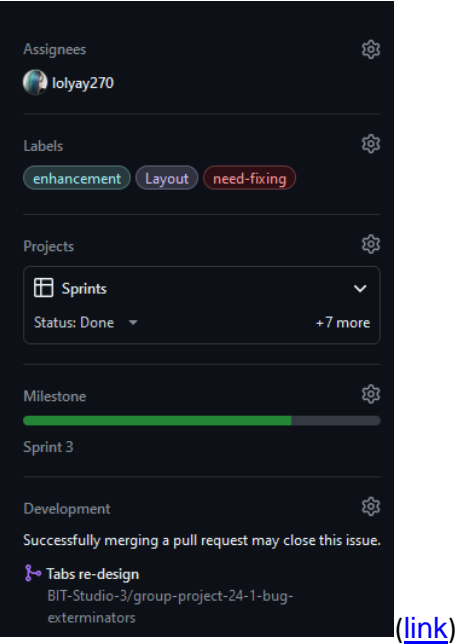 Assignees
lolyay270
Labels
enhancement Layout need-fixing
Projects
Sprints
Status: Done +7 more
Milestone
Sprint 3
Development
Successfully merging a pull request may close this issue.
Tabs re-design
BIT-Studio-3/group-project-24-1-bug-
exterminators
(link)